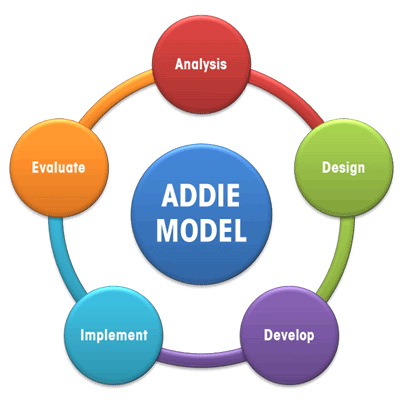 Analysis
Design
Develop
Implement
Evaluate
ADDIE
MODEL